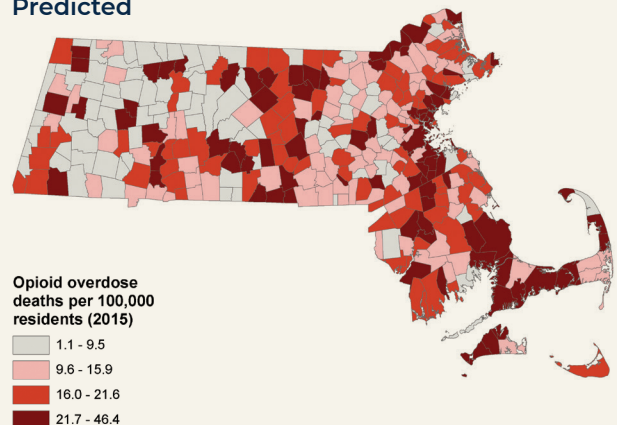 Predicted
Opioid overdose
deaths per 100,000
residents (2015)
1.1 - 9.5
9.6 - 15.9
16.0 - 21.6
21.7 - 46.4